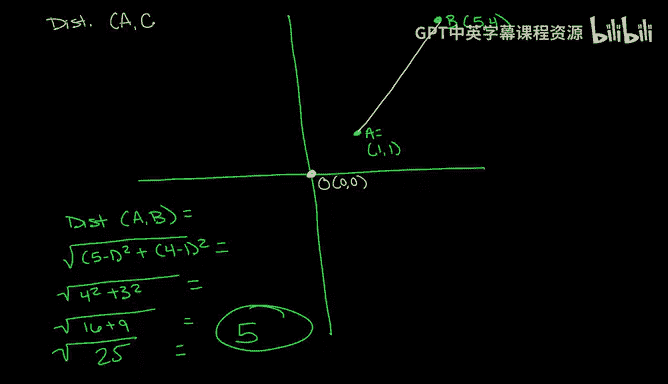 Dist. (A,C
GPT中英字幕课程资源 bilibili
B(5,4)
A=
(1,1)
O(0,0)
Dist (A,B) =
√(5-1)² + (4-1)² =
√4² + 3² =
√16+9 =
√25 =
5